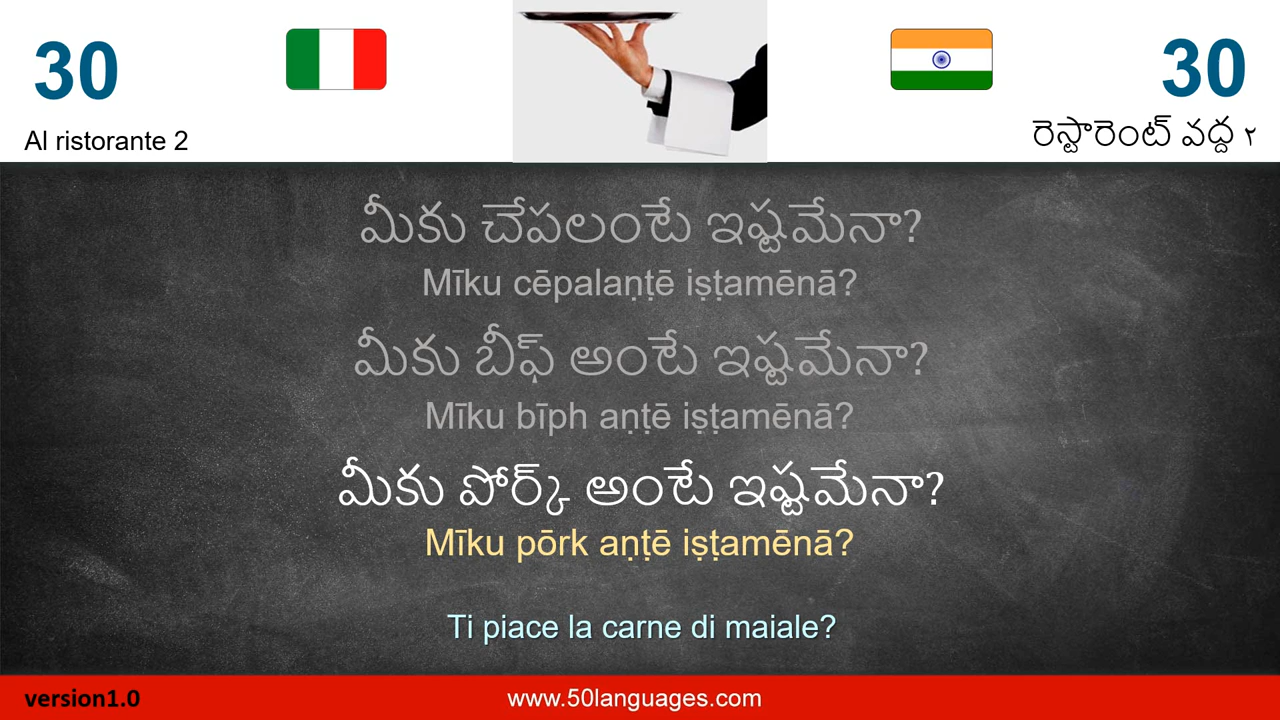 30
30
Al ristorante 2
రెస్టారెంట్ వద్ద ٢
మీకు చేపలంటే ఇష్టమేనా?
Mīku cēpalaṇṭē iṣṭamēnā?
మీకు బీఫ్ అంటే ఇష్టమేనా?
Mīku bīph aṇṭē iṣṭamēnā?
మీకు పోర్క్ అంటే ఇష్టమేనా?
Mīku pōrk aṇṭē iṣṭamēnā?
Ti piace la carne di maiale?
version1.0
www.50languages.com